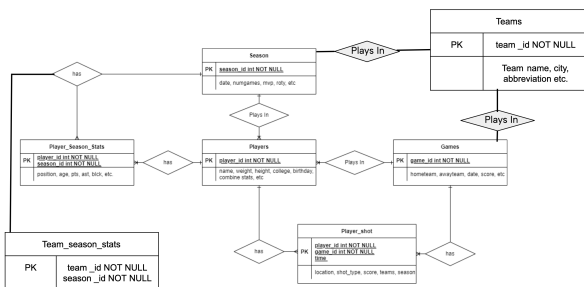 Teams
PK team _id NOT NULL
Team name, city,
abbreviation etc.
Plays In
Season
PK season_id int NOT NULL
date, numgames, mvp, roty, etc
has
Plays In
Plays In
Player_Season_Stats
PK player_id int NOT NULL
season_id int NOT NULL
position, age, pts, ast, blck, etc.
has
Players
PK player_id int NOT NULL
name, weight, height, college, birthday,
combine stats, etc
Plays In
Games
PK game_id int NOT NULL
hometeam, awayteam, date, score, etc
Team_season_stats
PK team _id NOT NULL
season _id NOT NULL
has
Player_shot
PK player_id int NOT NULL
game_id int NOT NULL
time
location, shot_type, score, teams, season
has